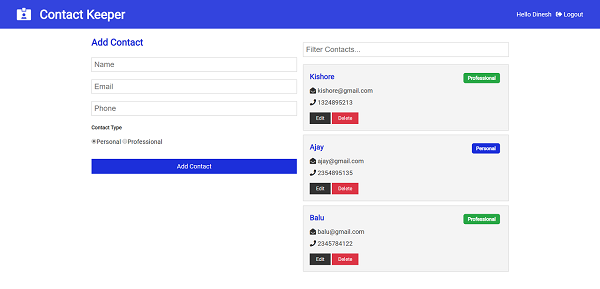 Contact Keeper
Hello Dinesh Logout
Add Contact
Name
Email
Phone
Contact Type
Personal Professional
Add Contact
Filter Contacts...
Kishore Professional
kishore@gmail.com
1324895213
Edit Delete
Ajay Personal
ajay@gmail.com
2354895135
Edit Delete
Balu Professional
balu@gmail.com
2345784122
Edit Delete